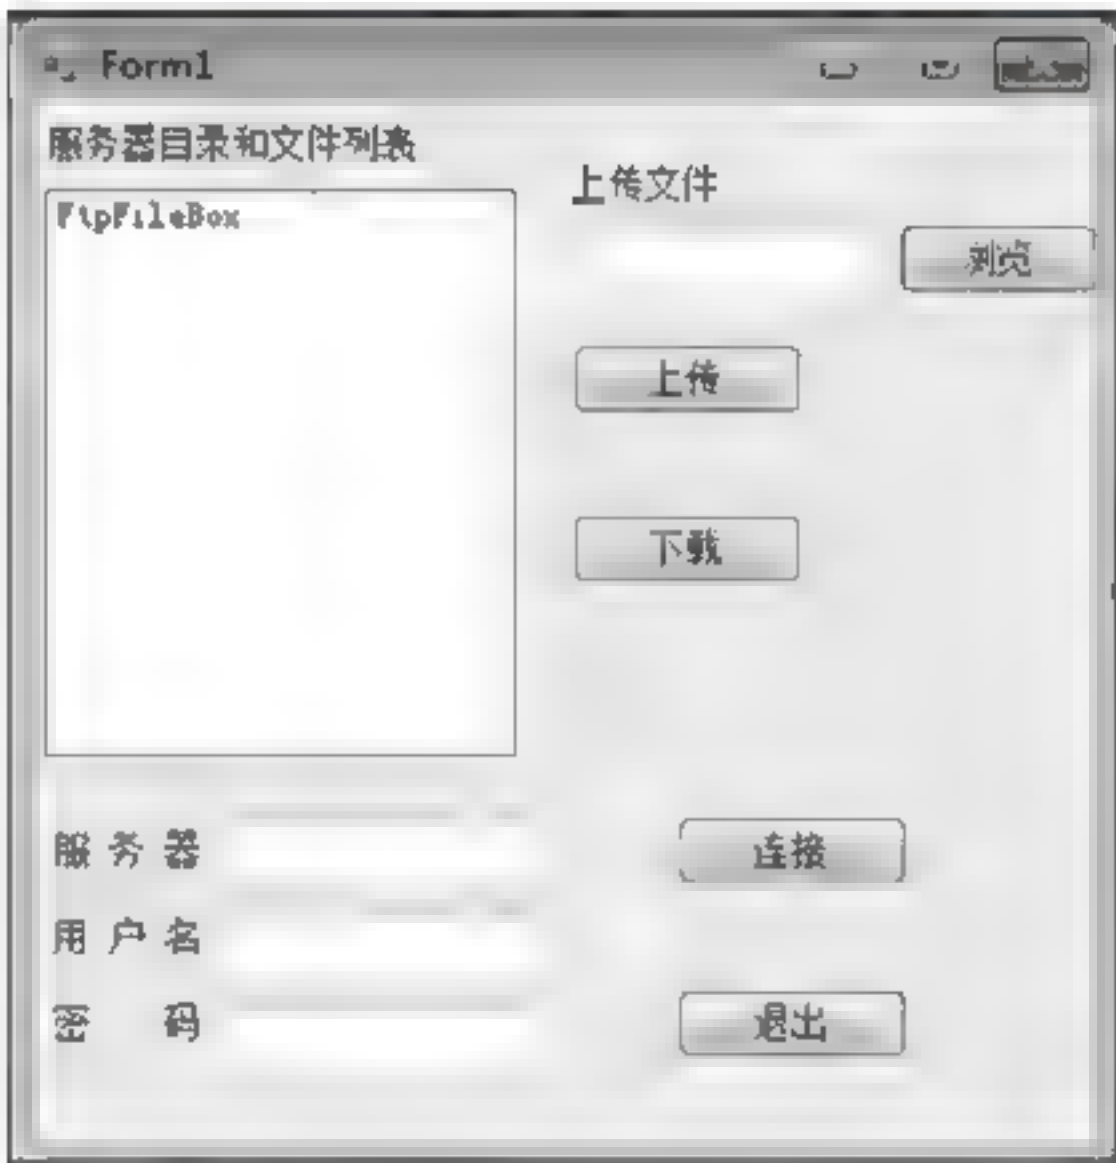 Form1
服务器目录和文件列表
FtpFileBox
上传文件
浏览
上传
下载
服务器
连接
用户名
密码
退出